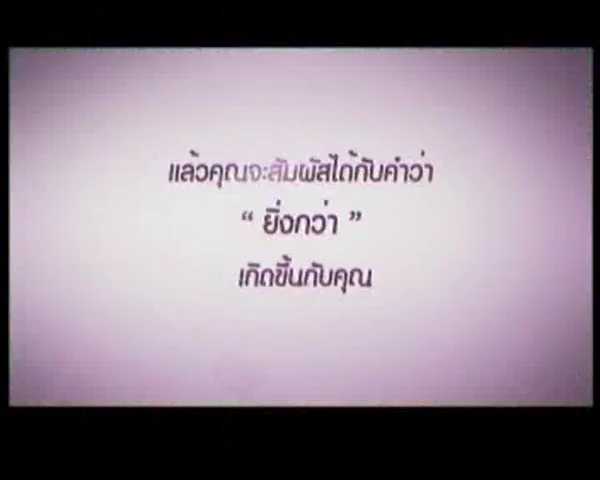 แล้วคุณจะสัมผัสได้กับคำว่า
“ ยิ่งกว่า ”
เกิดขึ้นกับคุณ